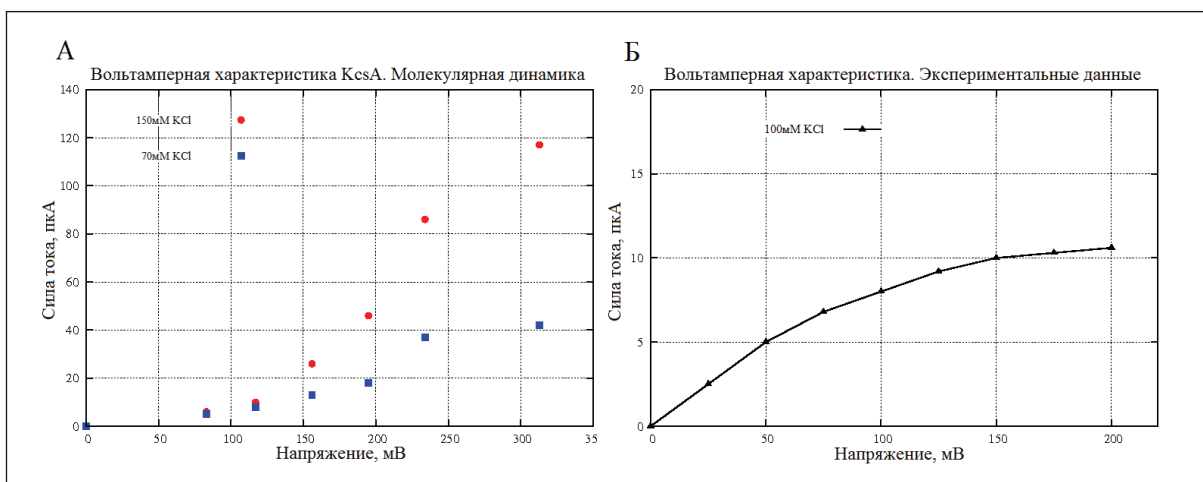 А
Вольтамперная характеристика KcsA. Молекулярная динамика
140
120
100
80
60
40
20
0
150мМ KCl
70мМ KCl
0 50 100 150 200 250 300 35
Сила тока, пкА
Напряжение, мВ
Б
Вольтамперная характеристика. Экспериментальные данные
20
15
10
5
0
100мМ KCl
0 50 100 150 200
Сила тока, пкА
Напряжение, мВ